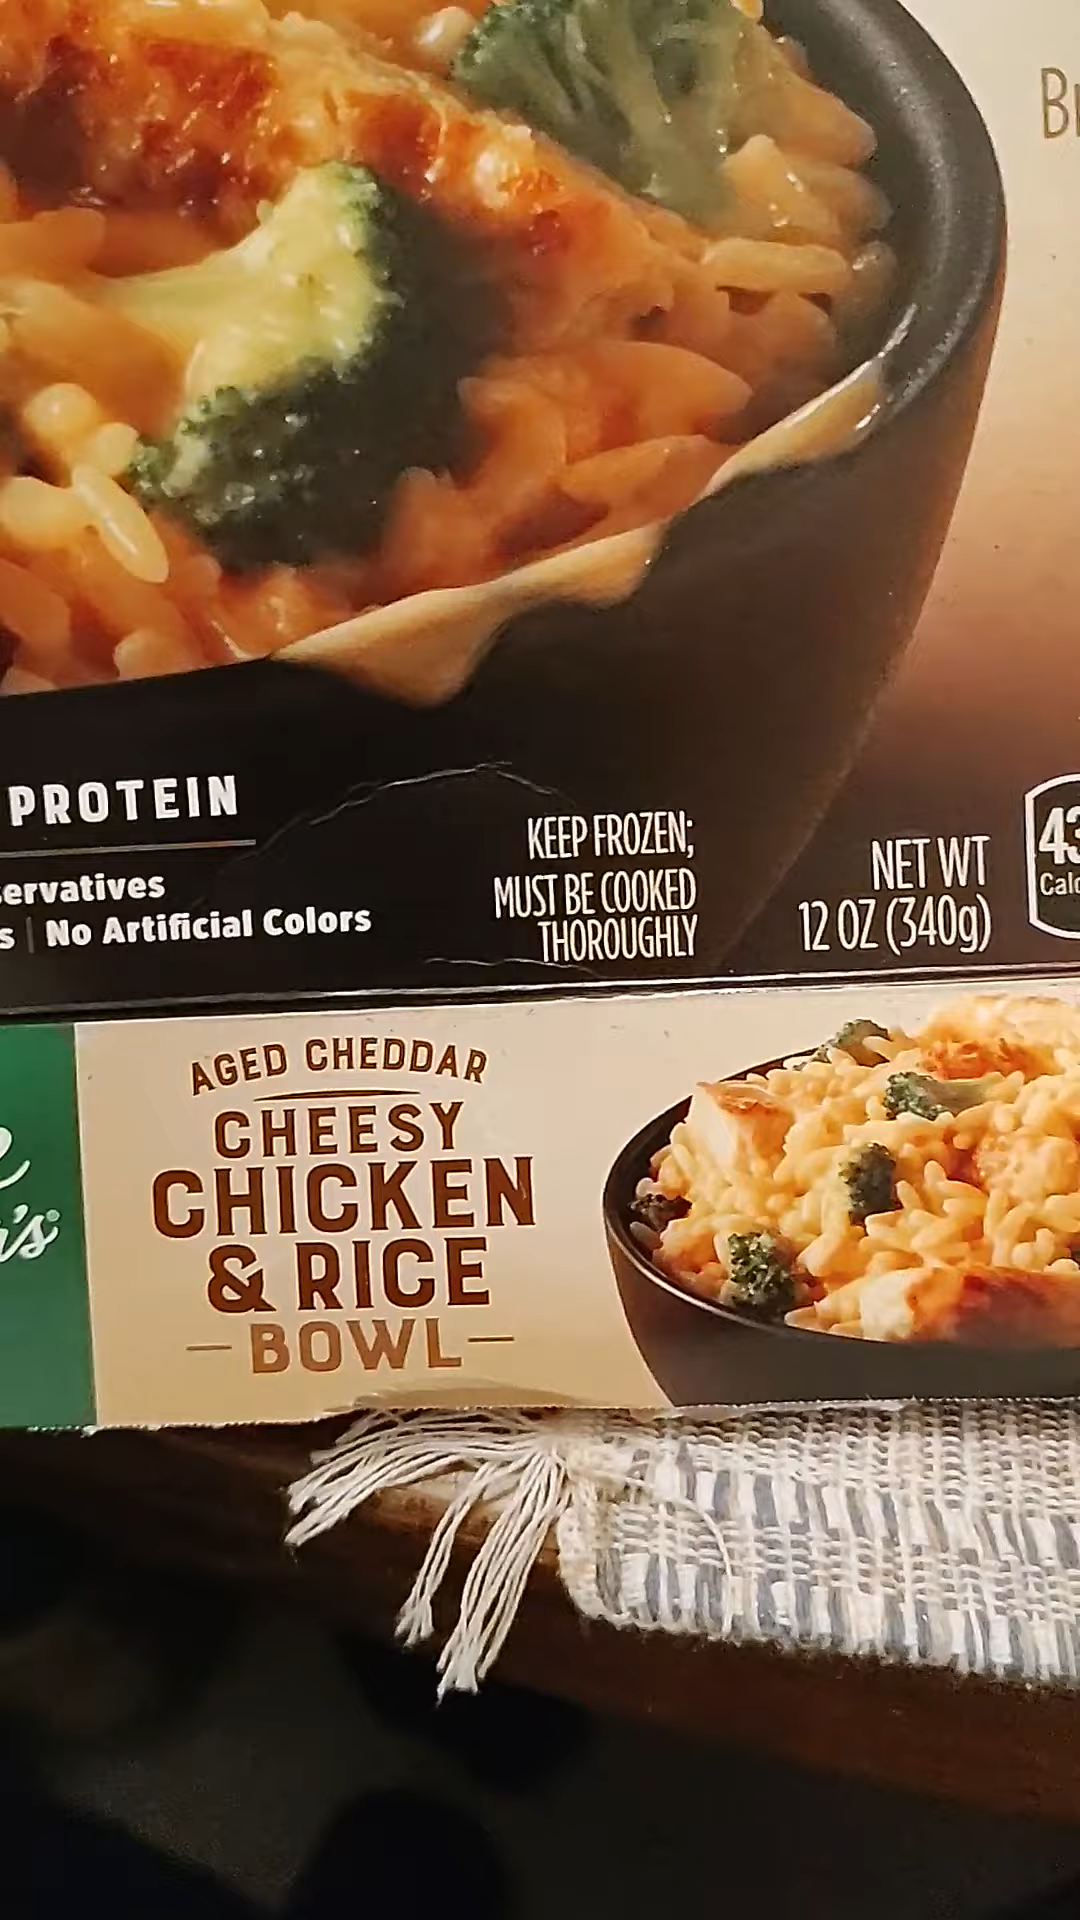 PROTEIN
No Artificial Colors
KEEP FROZEN;
MUST BE COOKED
THOROUGHLY
NET WT
12 OZ (340g)
AGED CHEDDAR
CHEESY
CHICKEN
& RICE
BOWL